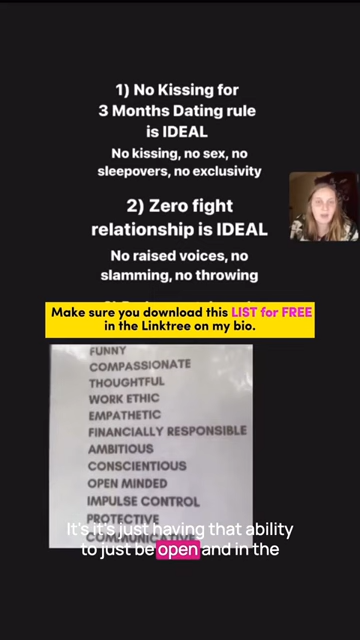 1) No Kissing for
3 Months Dating rule
is IDEAL
No kissing, no sex, no
sleepovers, no exclusivity
2) Zero fight
relationship is IDEAL
No raised voices, no
slamming, no throwing
Make sure you download this LIST for FREE
in the Linktree on my bio.
FUNNY
COMPASSIONATE
THOUGHTFUL
WORK ETHIC
EMPATHETIC
FINANCIALLY RESPONSIBLE
AMBITIOUS
CONSCIENTIOUS
OPEN MINDED
IMPULSE CONTROL
PROTECTIVE
COMMUNICATIVE
It's it's just having that ability
to just be open and in the